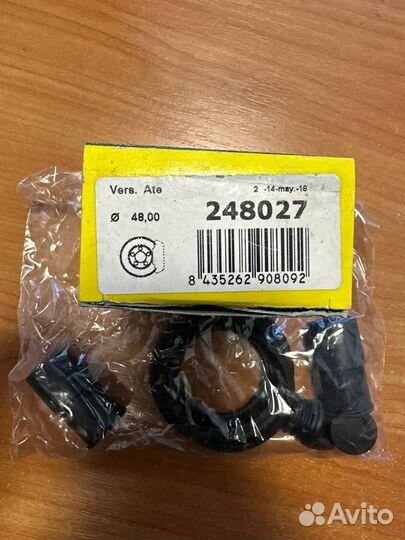 Vers. Ate
2 -14-may.-18
Ø 48,00
248027
8 435262 908092
Avito